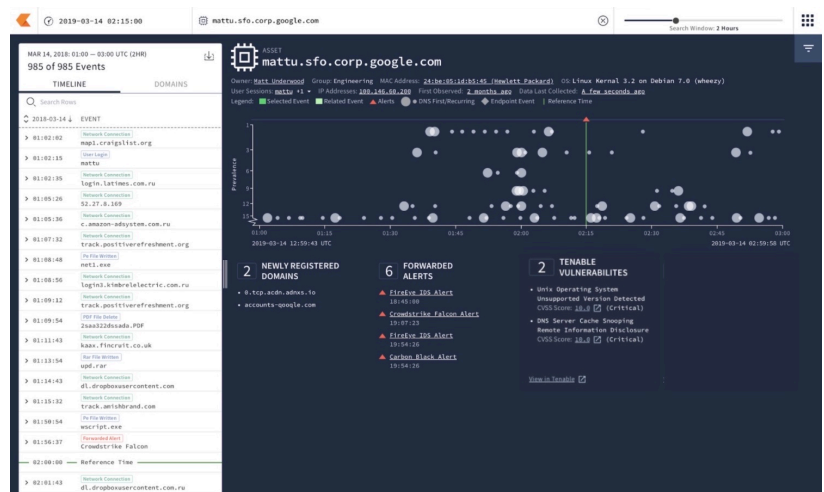 2019-03-14 02:15:00
mattu.sfo.corp.google.com
Search Window: 2 Hours
MAR 14, 2018: 01:00 — 03:00 UTC (2HR)
985 of 985 Events
TIMELINE DOMAINS
Search Rows
2018-03-14 ↓ EVENT
Network Connection
01:02:02 map1.craigslist.org
User Login
01:02:15 mattu
Network Connection
01:02:35 login.latimes.com.ru
Network Connection
01:05:26 52.27.8.169
Network Connection
01:05:36 c.amazon-adsystem.com.ru
Network Connection
01:07:32 track.positiverefreshment.org
Pe File Written
01:08:48 net1.exe
Network Connection
01:08:56 login3.kimbrelelectric.com.ru
Network Connection
01:09:12 track.positiverefreshment.org
PDF File Delete
01:09:54 2saa322dssada.PDF
Network Connection
01:11:43 kaax.fincruit.co.uk
Rar File Written
01:13:54 upd.rar
Network Connection
01:14:43 dl.dropboxusercontent.com
Network Connection
01:15:32 track.amishbrand.com
Pe File Written
01:50:54 wscript.exe
Forwarded Alert
01:56:37 Crowdstrike Falcon
02:00:00 Reference Time
Network Connection
02:01:43 dl.dropboxusercontent.com.ru
ASSET
mattu.sfo.corp.google.com
Owner: Matt Underwood Group: Engineering MAC Address: 24:be:05:1d:b5:45 (Hewlett Packard) OS: Linux Kernal 3.2 on Debian 7.0 (wheezy)
User Sessions: mattu +1 IP Addresses: 100.146.68.208 First Observed: 2 months ago Data Last Collected: A few seconds ago
Legend: Selected Event Related Event Alerts DNS First/Recurring Endpoint Event | Reference Time
Prevalence
1
3
6
9
12
15
01:00 01:15 01:30 01:45 02:00 02:15 02:30 02:45 03:00
2019-03-14 12:59:43 UTC 2019-03-14 02:59:58 UTC
2 NEWLY REGISTERED DOMAINS
• 0.tcp.acdn.adnxs.io
• accounts-qooqle.com
6 FORWARDED ALERTS
FireEye IDS Alert
18:45:00
Crowdstrike Falcon Alert
19:07:23
FireEye IDS Alert
19:54:26
Carbon Black Alert
19:54:26
2 TENABLE VULNERABILITES
• Unix Operating System
Unsupported Version Detected
CVSS Score: 10.0 (Critical)
• DNS Server Cache Snooping
Remote Information Disclosure
CVSS Score: 10.0 (Critical)
View in Tenable